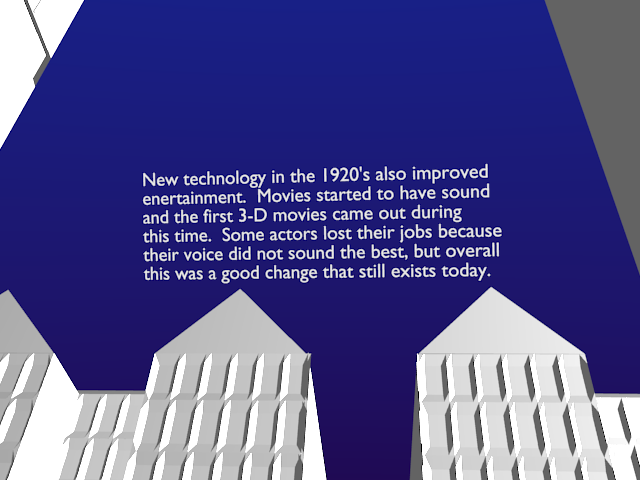 New technology in the 1920's also improved
enertainment.  Movies started to have sound
and the first 3-D movies came out during
this time.  Some actors lost their jobs because
their voice did not sound the best, but overall
this was a good change that still exists today.